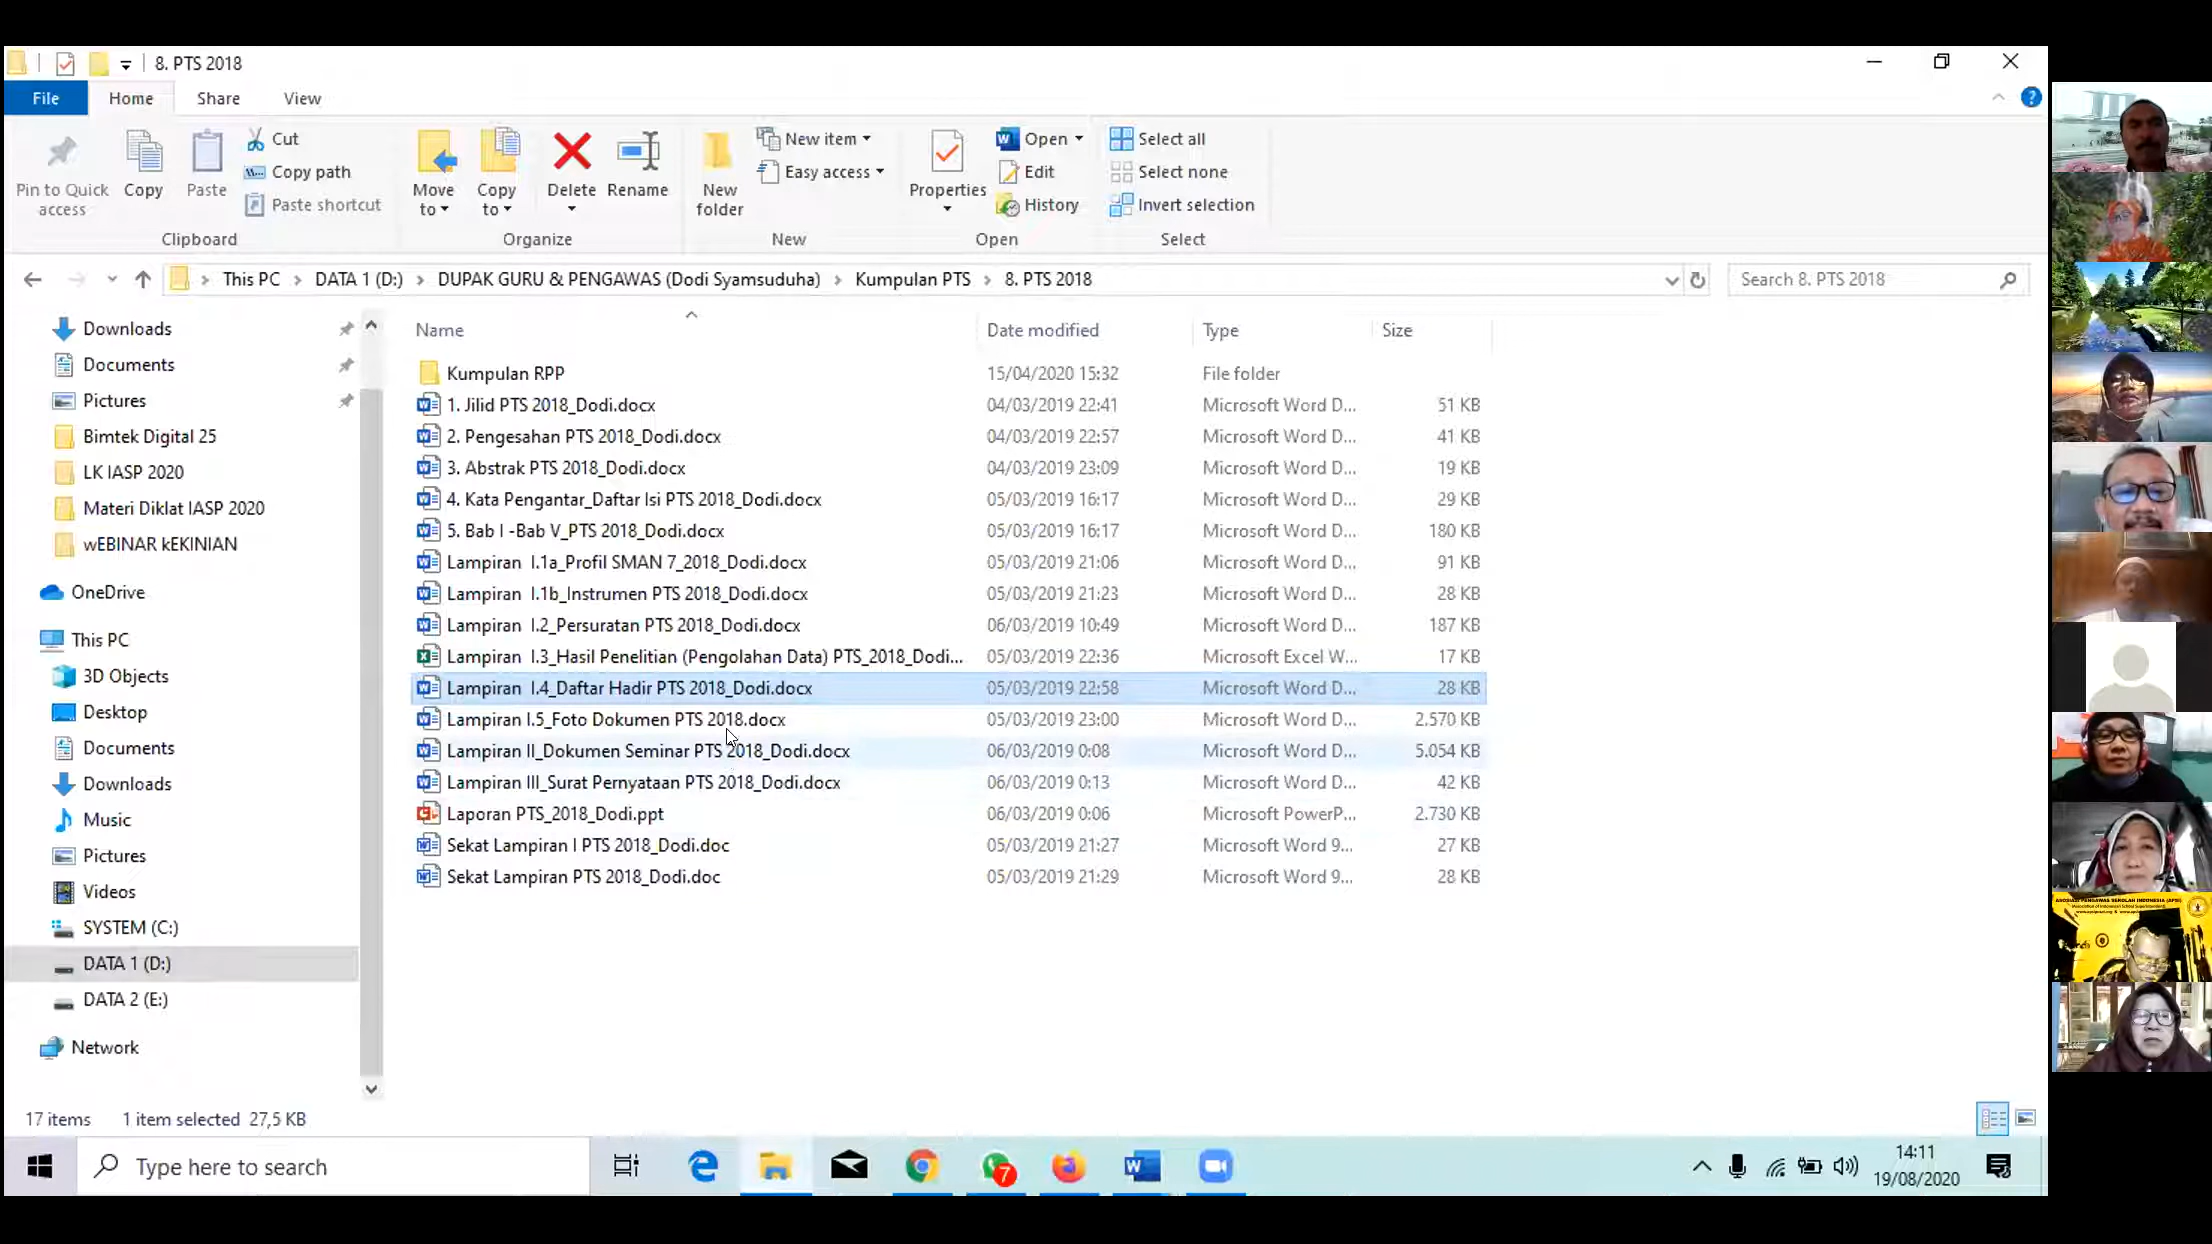 8. PTS 2018
File Home Share View
Pin to Quick access
Copy
Paste
Cut
Copy path
Paste shortcut
Clipboard
Move to
Copy to
Delete
Rename
Organize
New folder
New item
Easy access
New
Properties
Open
Edit
History
Open
Select all
Select none
Invert selection
Select
This PC > DATA 1 (D:) > DUPAK GURU & PENGAWAS (Dodi Syamsuduha) > Kumpulan PTS > 8. PTS 2018
Search 8. PTS 2018
Downloads
Documents
Pictures
Bimtek Digital 25
LK IASP 2020
Materi Diklat IASP 2020
wEBINAR kEKINIAN
OneDrive
This PC
3D Objects
Desktop
Documents
Downloads
Music
Pictures
Videos
SYSTEM (C:)
DATA 1 (D:)
DATA 2 (E:)
Network
Name Date modified Type Size
Kumpulan RPP 15/04/2020 15:32 File folder
1. Jilid PTS 2018_Dodi.docx 04/03/2019 22:41 Microsoft Word D... 51 KB
2. Pengesahan PTS 2018_Dodi.docx 04/03/2019 22:57 Microsoft Word D... 41 KB
3. Abstrak PTS 2018_Dodi.docx 04/03/2019 23:09 Microsoft Word D... 19 KB
4. Kata Pengantar_Daftar Isi PTS 2018_Dodi.docx 05/03/2019 16:17 Microsoft Word D... 29 KB
5. Bab I -Bab V_PTS 2018_Dodi.docx 05/03/2019 16:17 Microsoft Word D... 180 KB
Lampiran I.1a_Profil SMAN 7_2018_Dodi.docx 05/03/2019 21:06 Microsoft Word D... 91 KB
Lampiran I.1b_Instrumen PTS 2018_Dodi.docx 05/03/2019 21:23 Microsoft Word D... 28 KB
Lampiran I.2_Persuratan PTS 2018_Dodi.docx 06/03/2019 10:49 Microsoft Word D... 187 KB
Lampiran I.3_Hasil Penelitian (Pengolahan Data) PTS_2018_Dodi... 05/03/2019 22:36 Microsoft Excel W... 17 KB
Lampiran I.4_Daftar Hadir PTS 2018_Dodi.docx 05/03/2019 22:58 Microsoft Word D... 28 KB
Lampiran I.5_Foto Dokumen PTS 2018.docx 05/03/2019 23:00 Microsoft Word D... 2.570 KB
Lampiran II_Dokumen Seminar PTS 2018_Dodi.docx 06/03/2019 0:08 Microsoft Word D... 5.054 KB
Lampiran III_Surat Pernyataan PTS 2018_Dodi.docx 06/03/2019 0:13 Microsoft Word D... 42 KB
Laporan PTS_2018_Dodi.ppt 06/03/2019 0:06 Microsoft PowerP... 2.730 KB
Sekat Lampiran I PTS 2018_Dodi.doc 05/03/2019 21:27 Microsoft Word 9... 27 KB
Sekat Lampiran PTS 2018_Dodi.doc 05/03/2019 21:29 Microsoft Word 9... 28 KB
17 items 1 item selected 27,5 KB
Type here to search
7
14:11
19/08/2020
ASOSIASI PENGAWAS SEKOLAH INDONESIA (APSI)